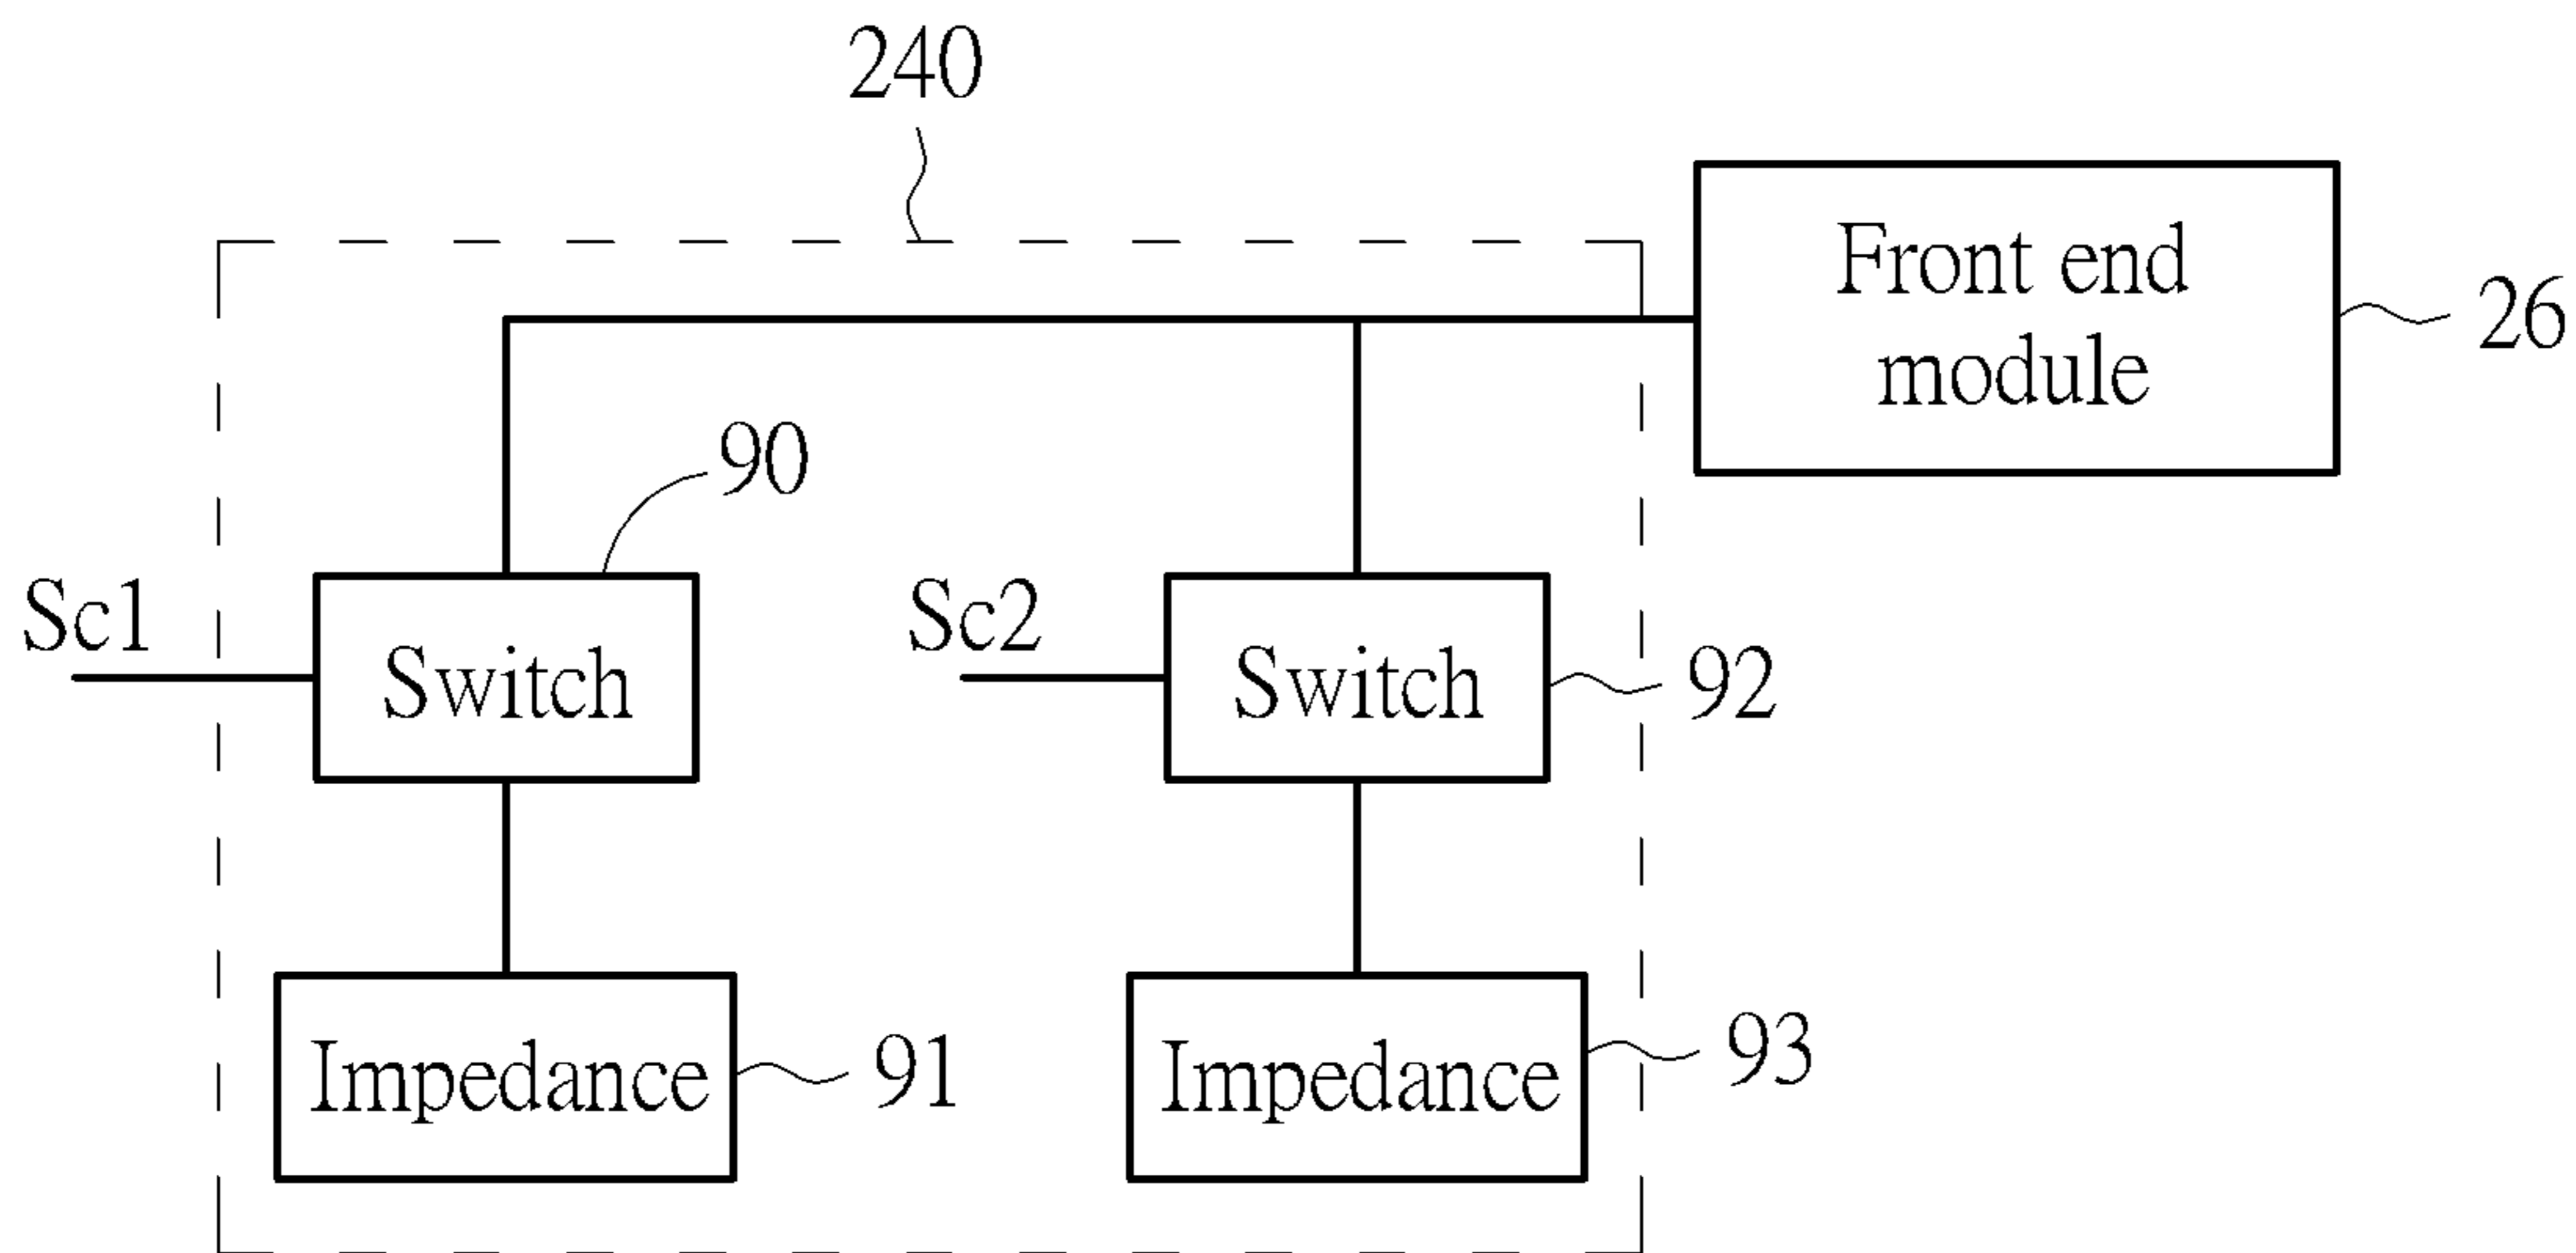 240
Front end
module
26
90
Sc1
Switch
Sc2
Switch
92
Impedance
91
Impedance
93